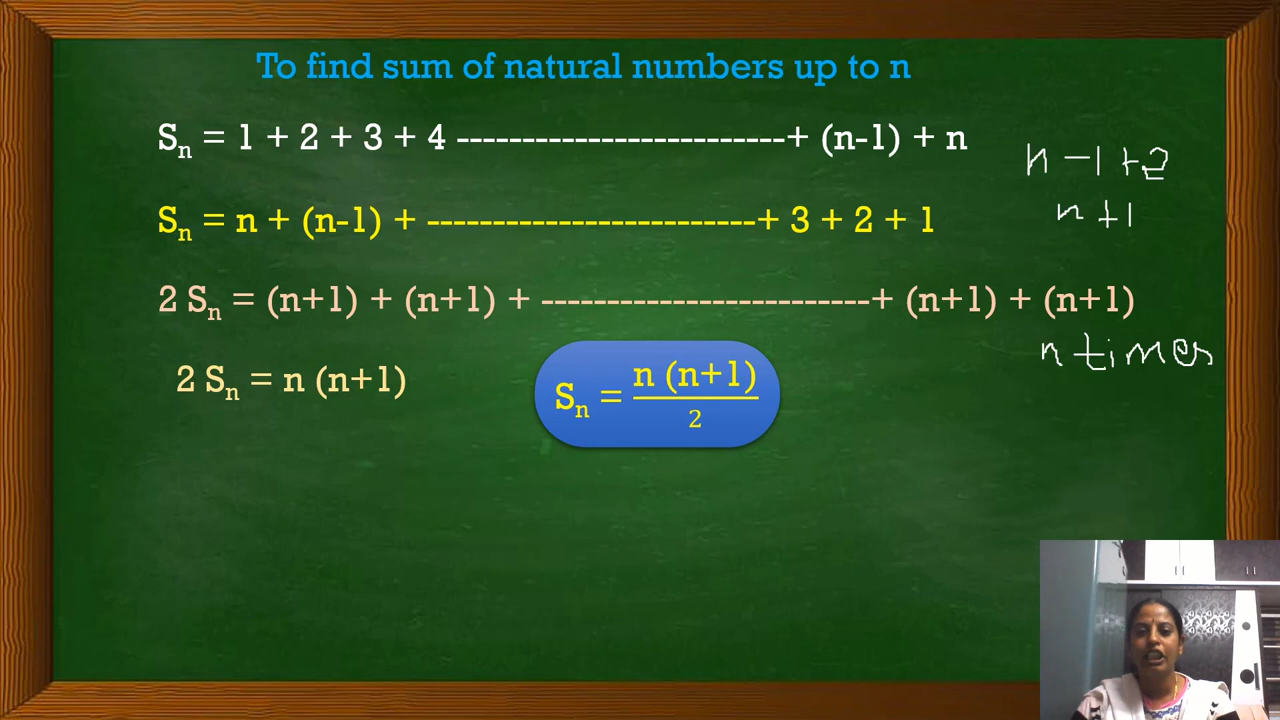 To find sum of natural numbers up to n
Sn = 1 + 2 + 3 + 4 -------------------------+ (n-1) + n
n -1 +2
n +1
Sn = n + (n-1) + -------------------------+ 3 + 2 + 1
2 Sn = (n+1) + (n+1) + -------------------------+ (n+1) + (n+1)
n times
2 Sn = n (n+1)
Sn = n (n+1) / 2